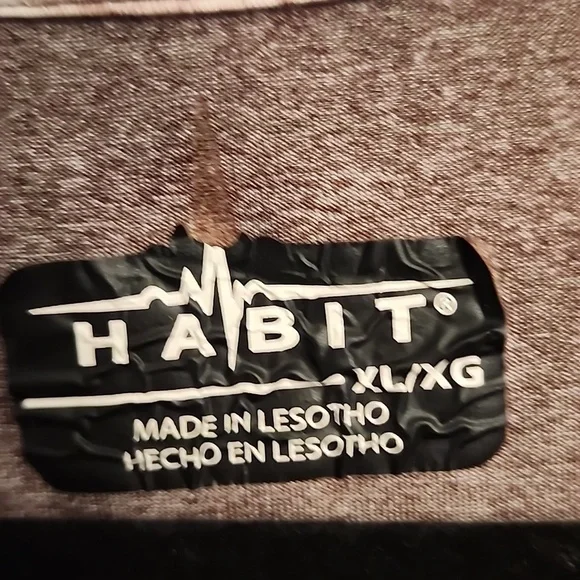 HABIT®
XL/XG
MADE IN LESOTHO
HECHO EN LESOTHO